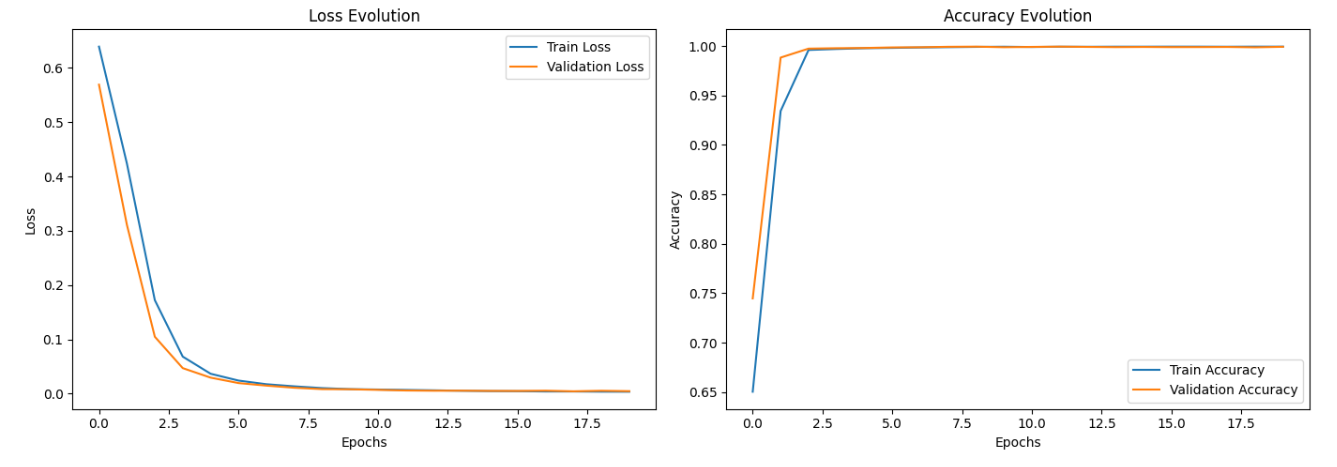 Loss Evolution
Train Loss
Validation Loss
0.6
0.5
0.4
0.3
0.2
0.1
0.0
Loss
0.0 2.5 5.0 7.5 10.0 12.5 15.0 17.5
Epochs
Accuracy Evolution
1.00
0.95
0.90
0.85
0.80
0.75
0.70
0.65
Accuracy
Train Accuracy
Validation Accuracy
0.0 2.5 5.0 7.5 10.0 12.5 15.0 17.5
Epochs